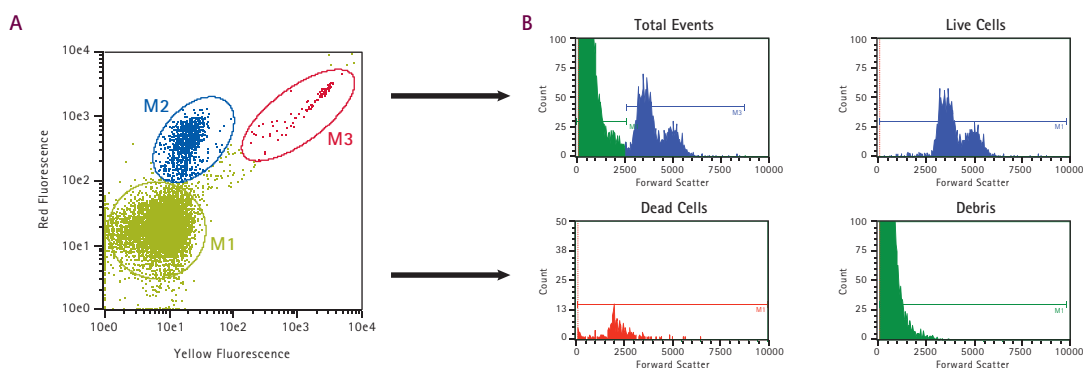 A
10e4
10e3
10e2
10e1
10e0
Red Fluorescence
M2
M3
M1
10e0
10e1
10e2
10e3
10e4
Yellow Fluorescence
B
Total Events
100
75
50
25
0
Count
M3
0
2500
5000
7500
10000
Forward Scatter
Live Cells
100
75
50
25
0
Count
M1
0
2500
5000
7500
10000
Forward Scatter
Dead Cells
50
38
25
13
0
Count
M1
0
2500
5000
7500
10000
Forward Scatter
Debris
100
75
50
25
0
Count
M1
0
2500
5000
7500
10000
Forward Scatter